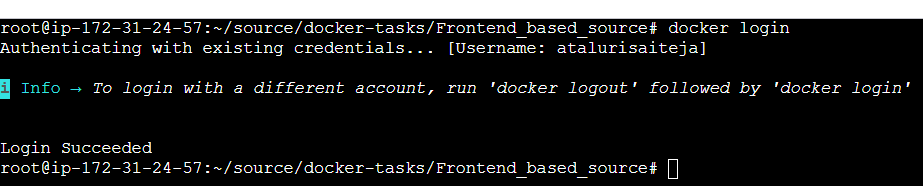 root@ip-172-31-24-57:~/source/docker-tasks/Frontend_based_source# docker login
Authenticating with existing credentials... [Username: atalurisaiteja]
i Info → To login with a different account, run 'docker logout' followed by 'docker login'
Login Succeeded
root@ip-172-31-24-57:~/source/docker-tasks/Frontend_based_source#